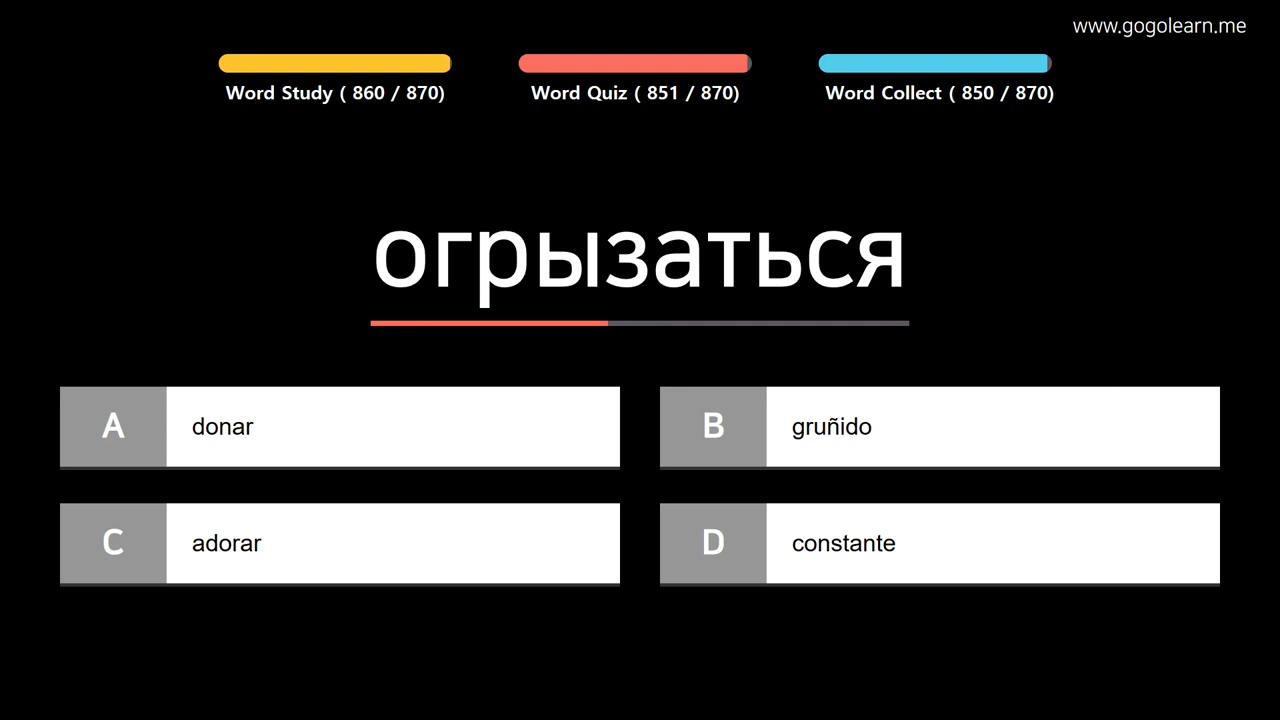 www.gogolearn.me
Word Study ( 860 / 870)
Word Quiz ( 851 / 870)
Word Collect ( 850 / 870)
огрызаться
A donar
B gruñido
C adorar
D constante